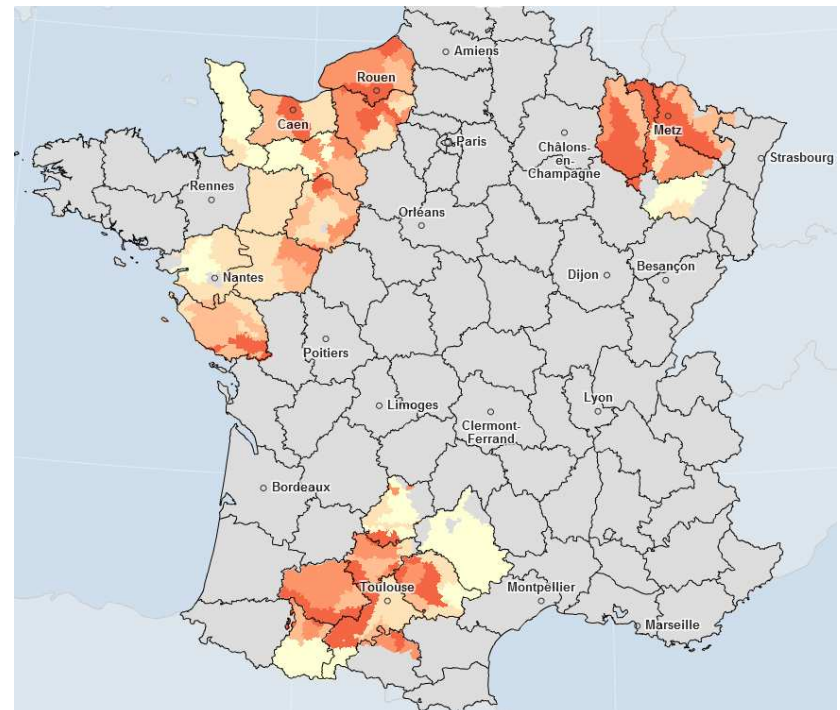 Amiens
Rouen
Caen
Paris
Metz
Châlons-
en-
Champagne
Strasbourg
Rennes
Orléans
Nantes
Dijon
Besançon
Poitiers
Limoges
Lyon
Clermont-
Ferrand
Bordeaux
Toulouse
Montpellier
Marseille